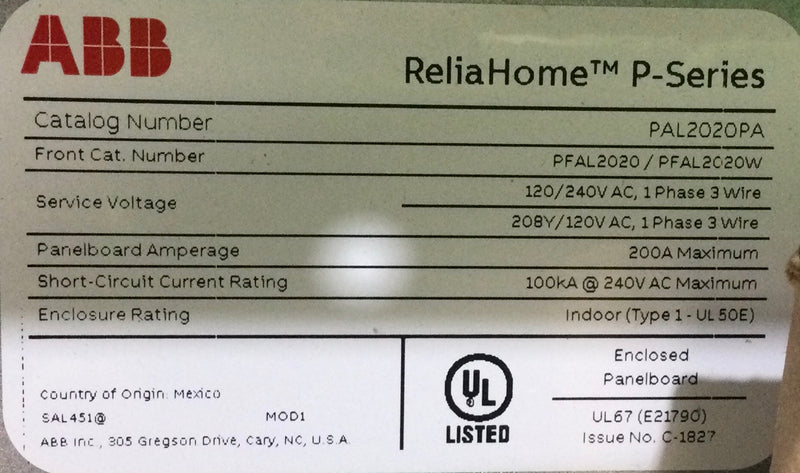 ABB
ReliaHome™ P-Series
Catalog Number PAL2020PA
Front Cat. Number PFAL2020 / PFAL2020W
Service Voltage
120/240V AC, 1 Phase 3 Wire
208Y/120V AC, 1 Phase 3 Wire
Panelboard Amperage 200A Maximum
Short-Circuit Current Rating 100kA @ 240V AC Maximum
Enclosure Rating Indoor (Type 1 - UL 50E)
Country of Origin: Mexico
SAL451@ MOD1
ABB Inc., 305 Gregson Drive, Cary, NC, U.S.A.
UL
LISTED
Enclosed
Panelboard
UL67 (E21790)
Issue No. C-1827